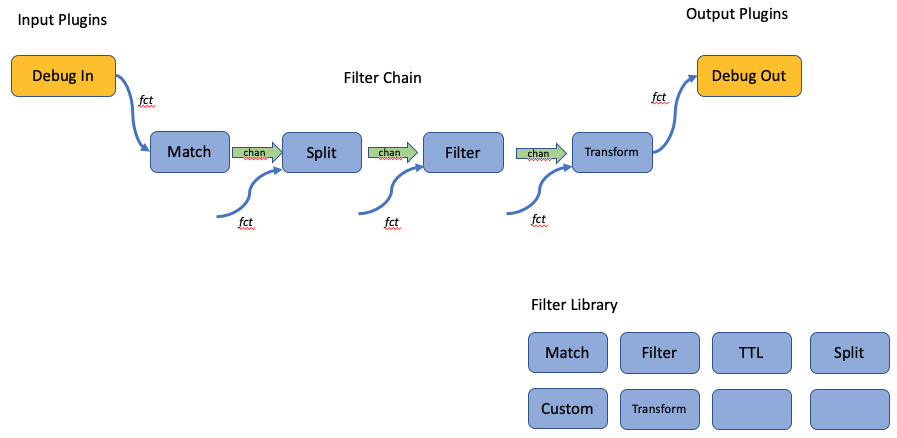 Input Plugins
Output Plugins
Debug In
Filter Chain
Debug Out
fct
fct
Match
chan
Split
chan
Filter
chan
Transform
fct
fct
fct
Filter Library
Match
Filter
TTL
Split
Custom
Transform